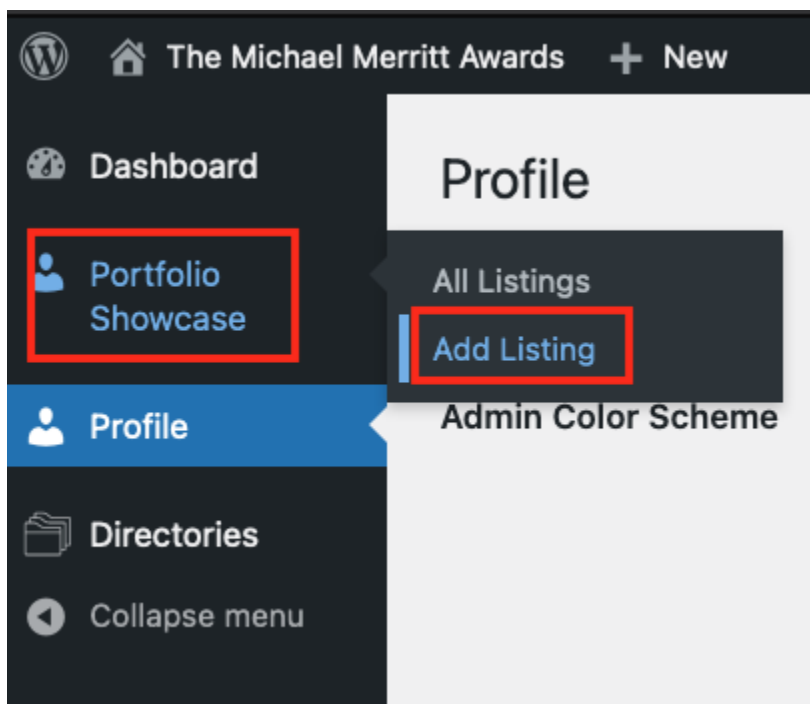 The Michael Merritt Awards
New
Dashboard
Portfolio
Showcase
Profile
Directories
Collapse menu
Profile
All Listings
Add Listing
Admin Color Scheme